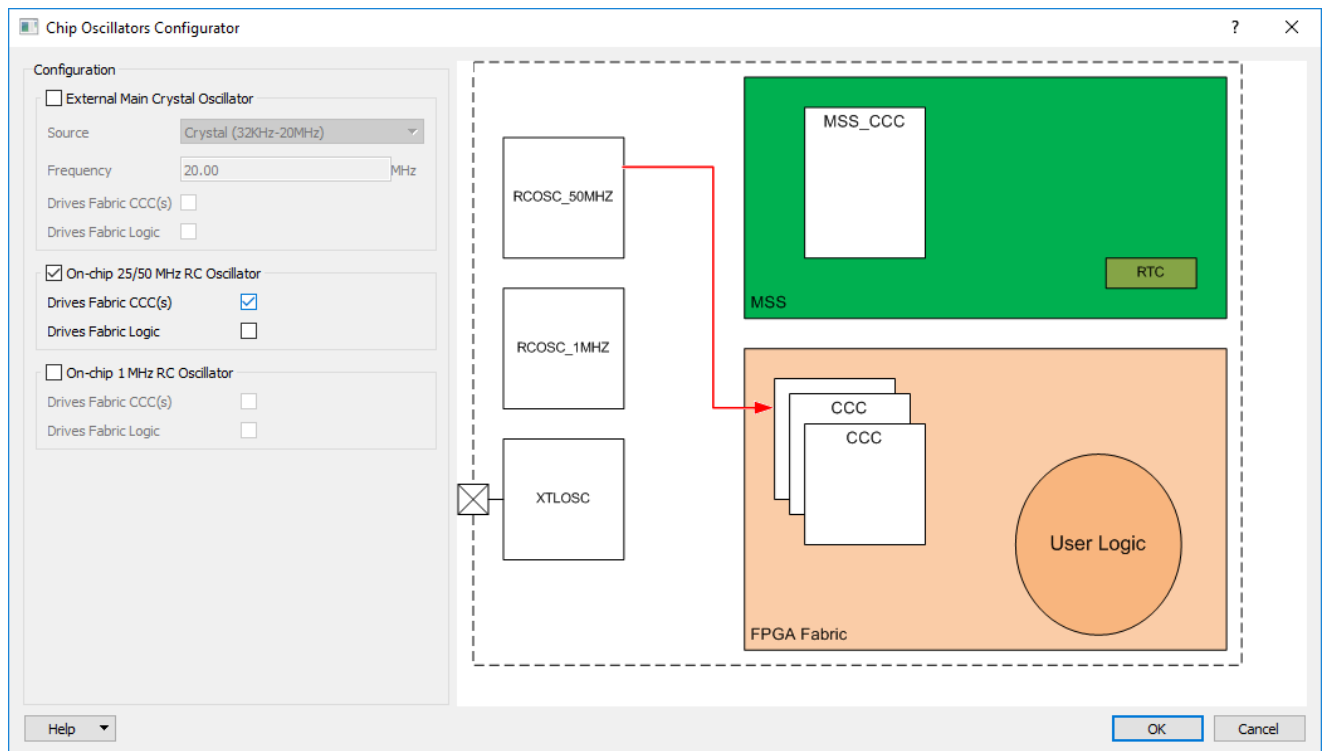 Chip Oscillators Configurator
?
Configuration
External Main Crystal Oscillator
Source
Crystal (32KHz-20MHz)
Frequency
20.00
MHz
Drives Fabric CCC(s)
Drives Fabric Logic
On-chip 25/50 MHz RC Oscillator
Drives Fabric CCC(s)
Drives Fabric Logic
On-chip 1 MHz RC Oscillator
Drives Fabric CCC(s)
Drives Fabric Logic
RCOSC_50MHZ
RCOSC_1MHZ
XTLOSC
MSS_CCC
RTC
MSS
CCC
CCC
User Logic
FPGA Fabric
Help
OK
Cancel